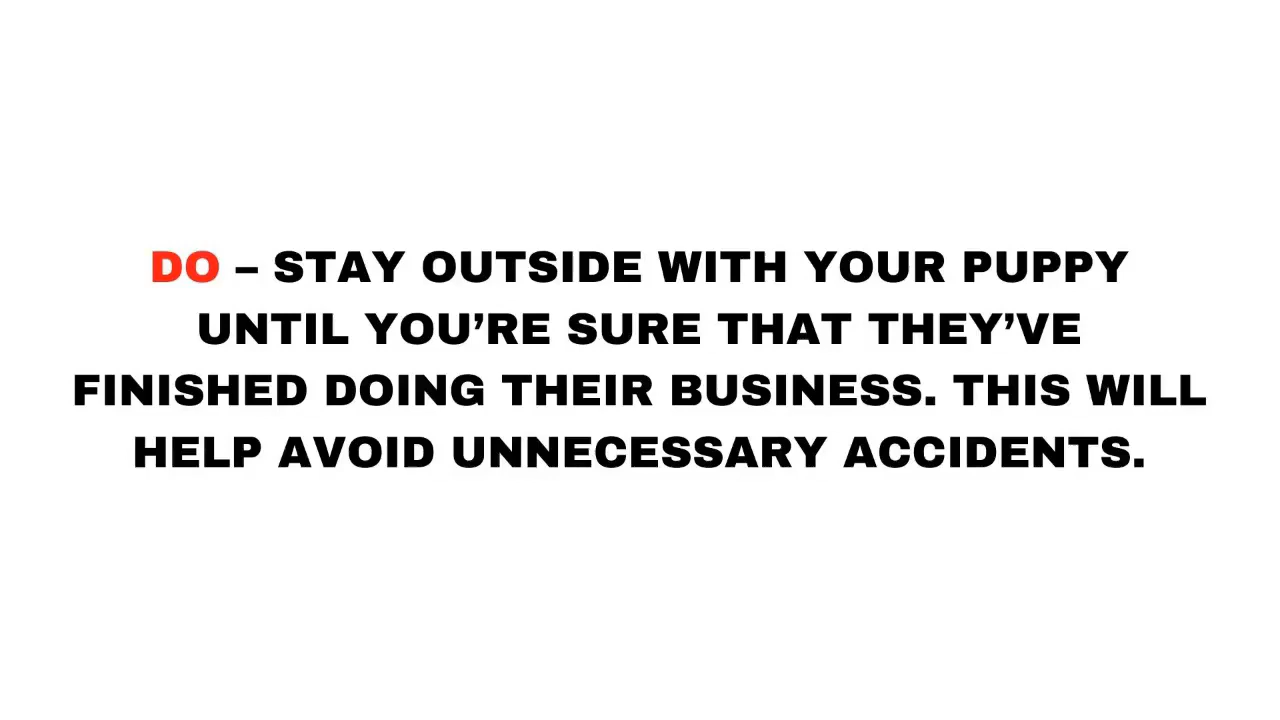 DO – STAY OUTSIDE WITH YOUR PUPPY
UNTIL YOU’RE SURE THAT THEY’VE
FINISHED DOING THEIR BUSINESS. THIS WILL
HELP AVOID UNNECESSARY ACCIDENTS.